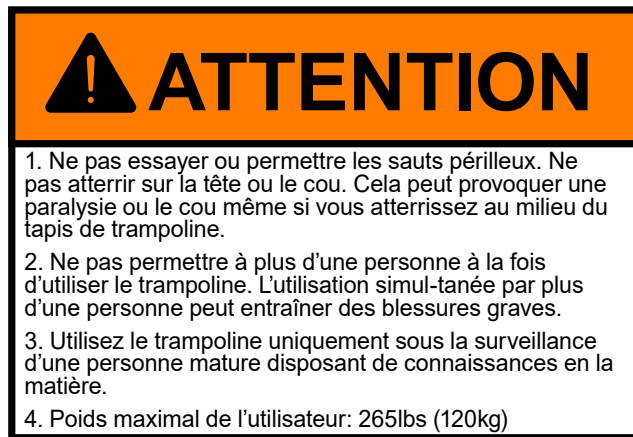 ATTENTION
1. Ne pas essayer ou permettre les sauts périlleux. Ne
pas atterrir sur la tête ou le cou. Cela peut provoquer une
paralysie ou le cou même si vous atterrissez au milieu du
tapis de trampoline.
2. Ne pas permettre à plus d’une personne à la fois
d’utiliser le trampoline. L’utilisation simul-tanée par plus
d’une personne peut entraîner des blessures graves.
3. Utilisez le trampoline uniquement sous la surveillance
d’une personne mature disposant de connaissances en la
matière.
4. Poids maximal de l’utilisateur: 265lbs (120kg)